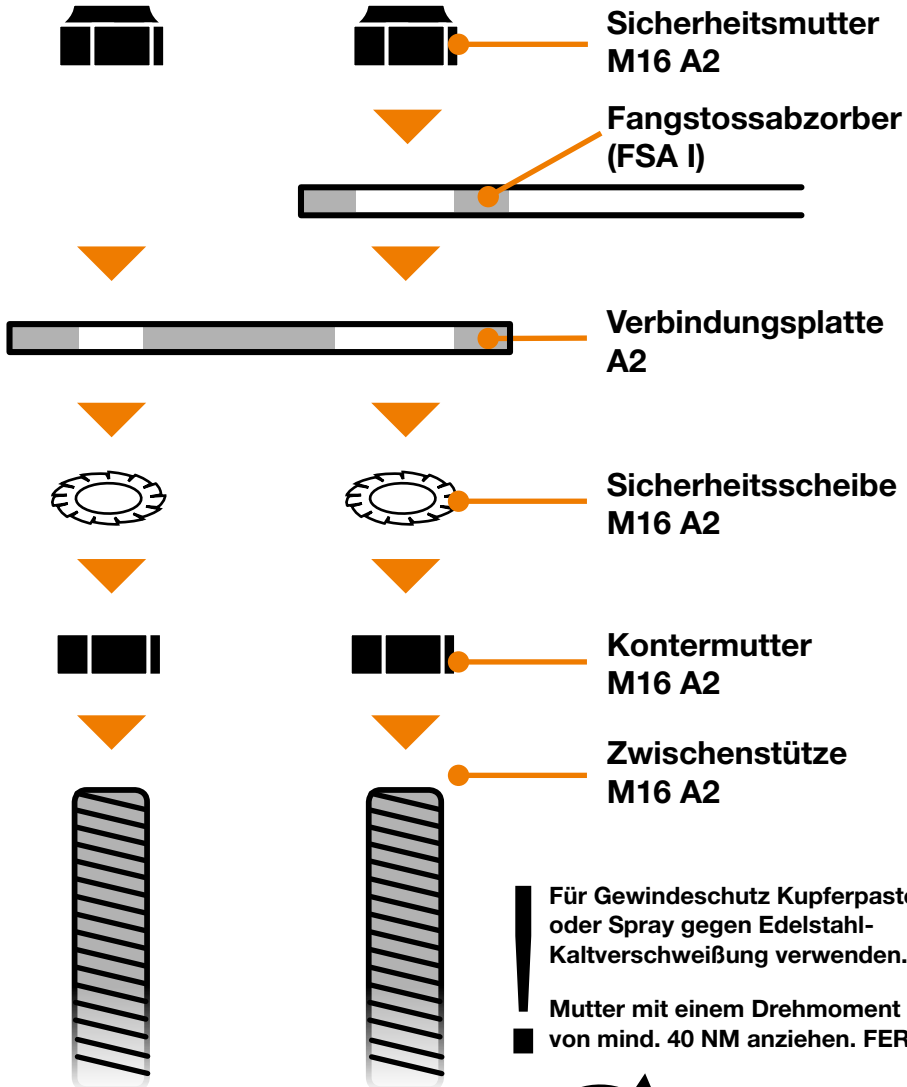 Sicherheitsmutter
M16 A2
Fangstossabzorber
(FSA I)
Verbindungsplatte
A2
Sicherheitsscheibe
M16 A2
Kontermutter
M16 A2
Zwischenstütze
M16 A2
Für Gewindeschutz Kupferpaste
oder Spray gegen Edelstahl-
Kaltverschweißung verwenden.
Mutter mit einem Drehmoment
von mind. 40 NM anziehen. FER